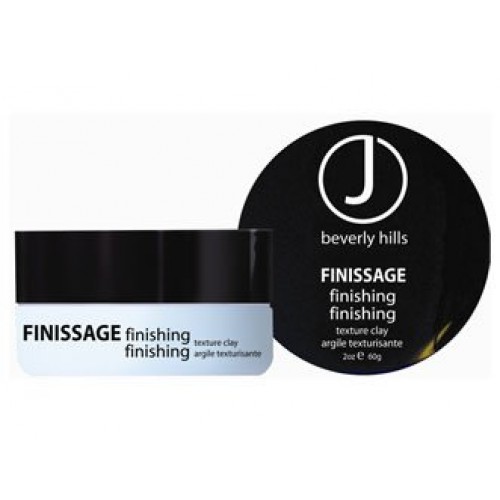 FINISSAGE finishing
finishing texture clay
argile texturisante
J
beverly hills
FINISSAGE
finishing
finishing
texture clay
argile texturisante
2oz ℮ 60g